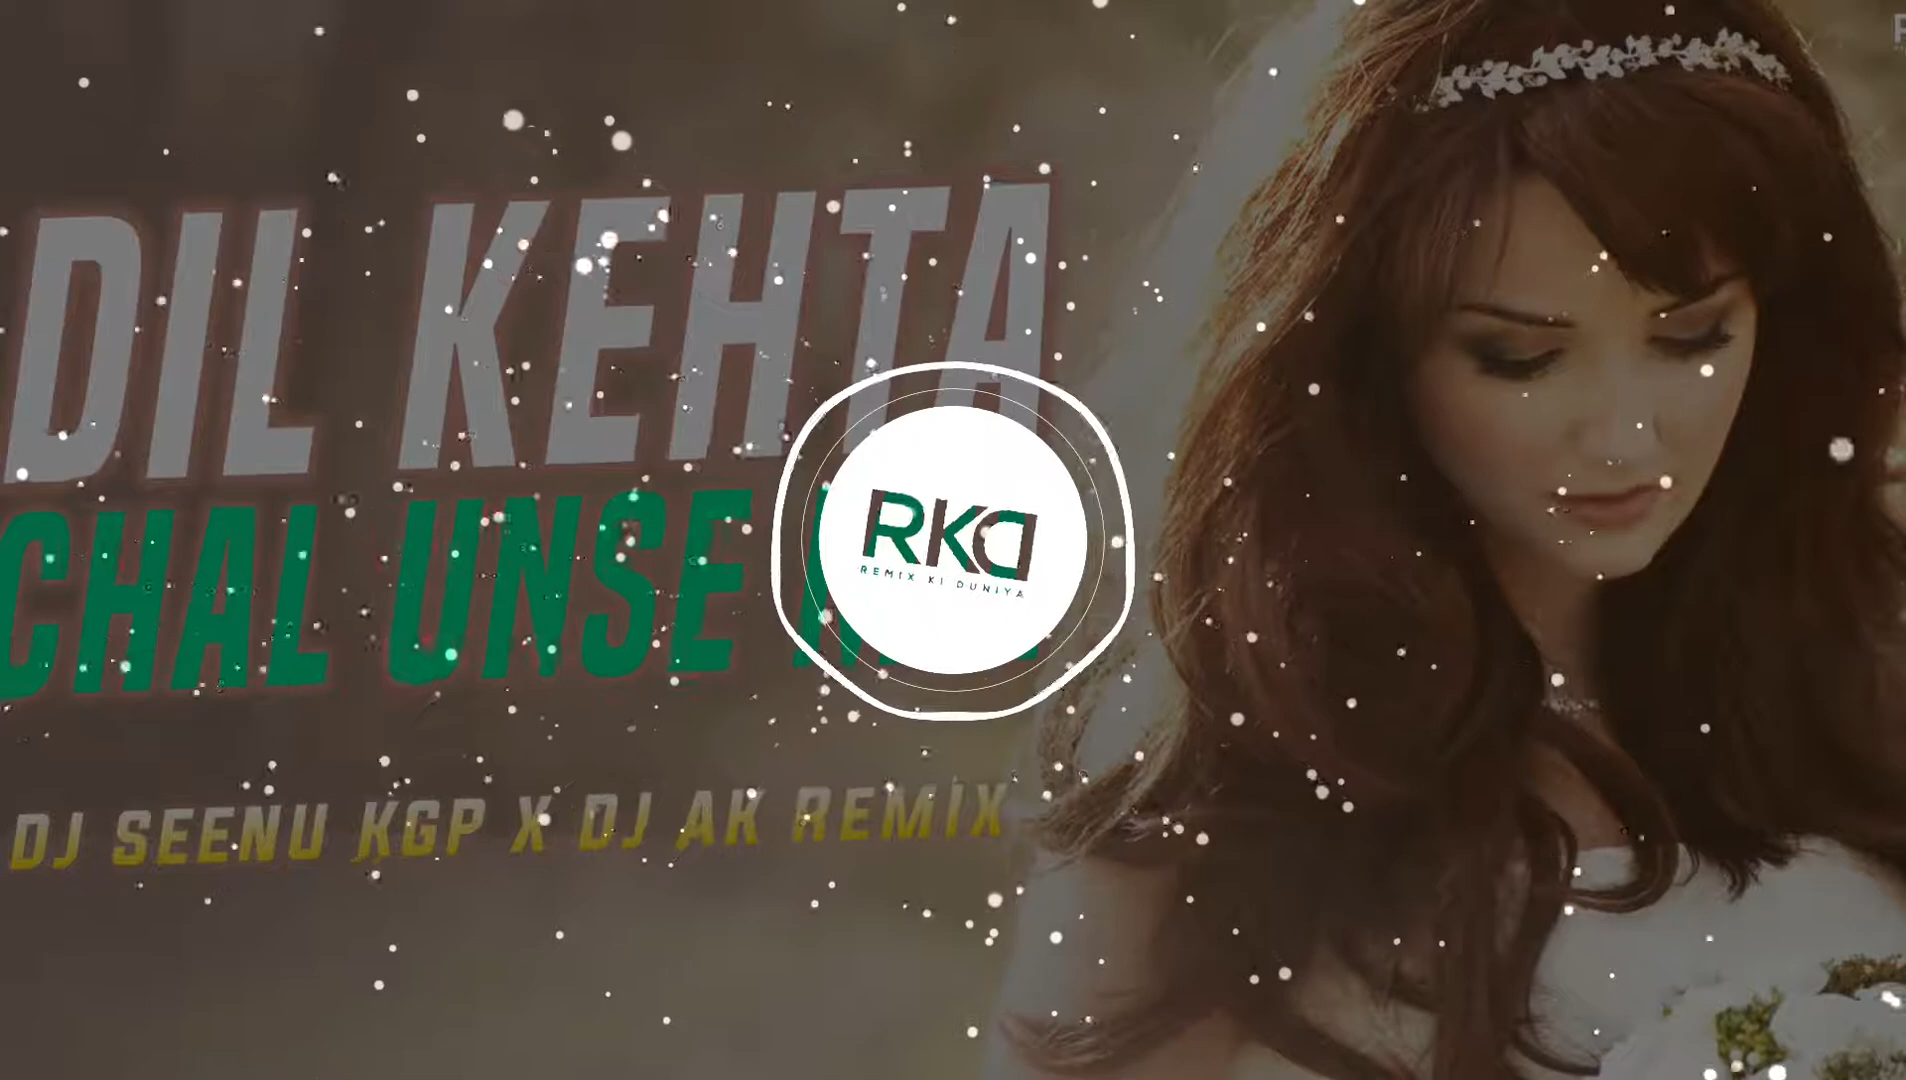 DIL KEHTA
CHAL UNSE
RKD
REMIX KI DUNIYA
DJ SEENU KGP X DJ AK REMIX